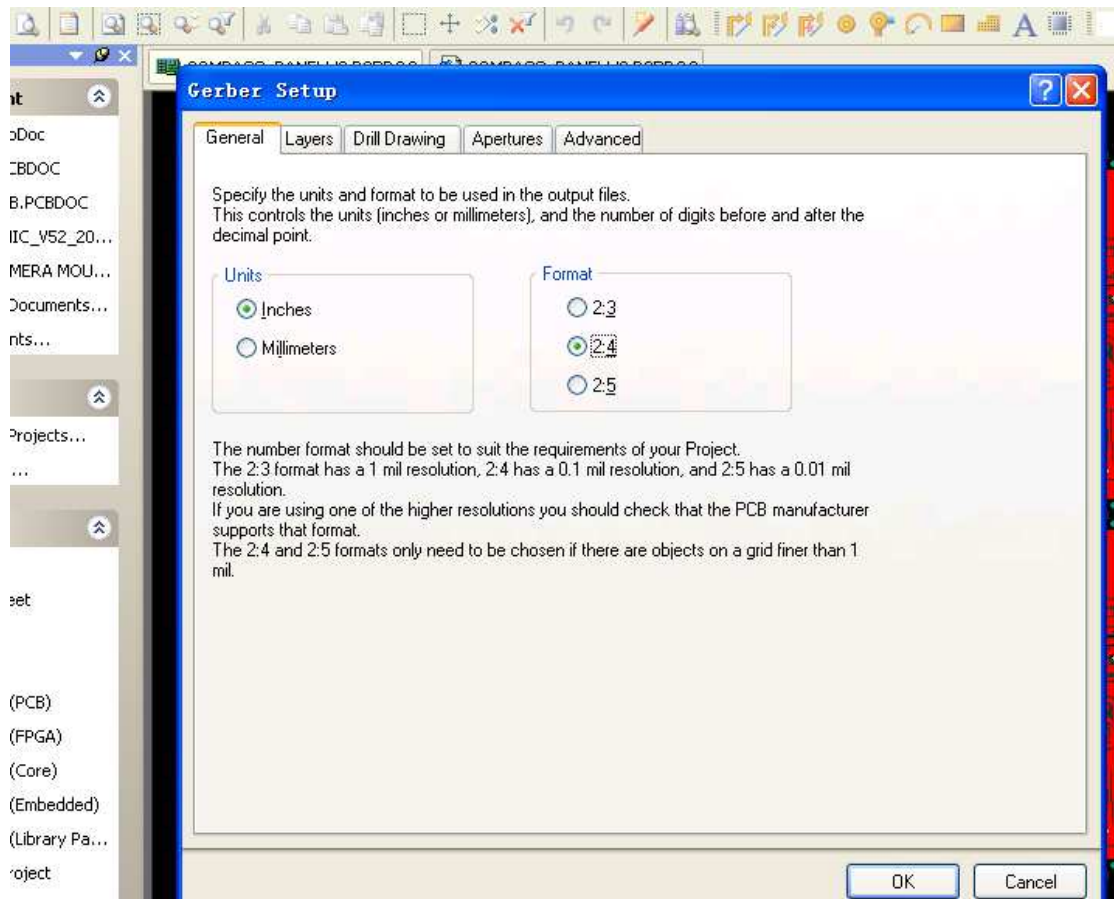 Gerber Setup
General
Layers
Drill Drawing
Apertures
Advanced
Specify the units and format to be used in the output files.
This controls the units (inches or millimeters), and the number of digits before and after the
decimal point.
Units
Inches
Millimeters
Format
2:3
2:4
2:5
The number format should be set to suit the requirements of your Project.
The 2:3 format has a 1 mil resolution, 2:4 has a 0.1 mil resolution, and 2:5 has a 0.01 mil
resolution.
If you are using one of the higher resolutions you should check that the PCB manufacturer
supports that format.
The 2:4 and 2:5 formats only need to be chosen if there are objects on a grid finer than 1
mil.
OK
Cancel
B.PCBDOC
IIC_V52_20...
MERA MOU...
Documents...
nts...
Projects...
...
eet
(PCB)
(FPGA)
(Core)
(Embedded)
(Library Pa...
roject